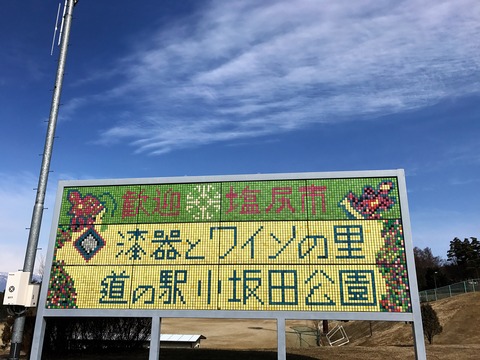 歓迎 塩尻市
漆器とワインの里
道の駅小坂田公園